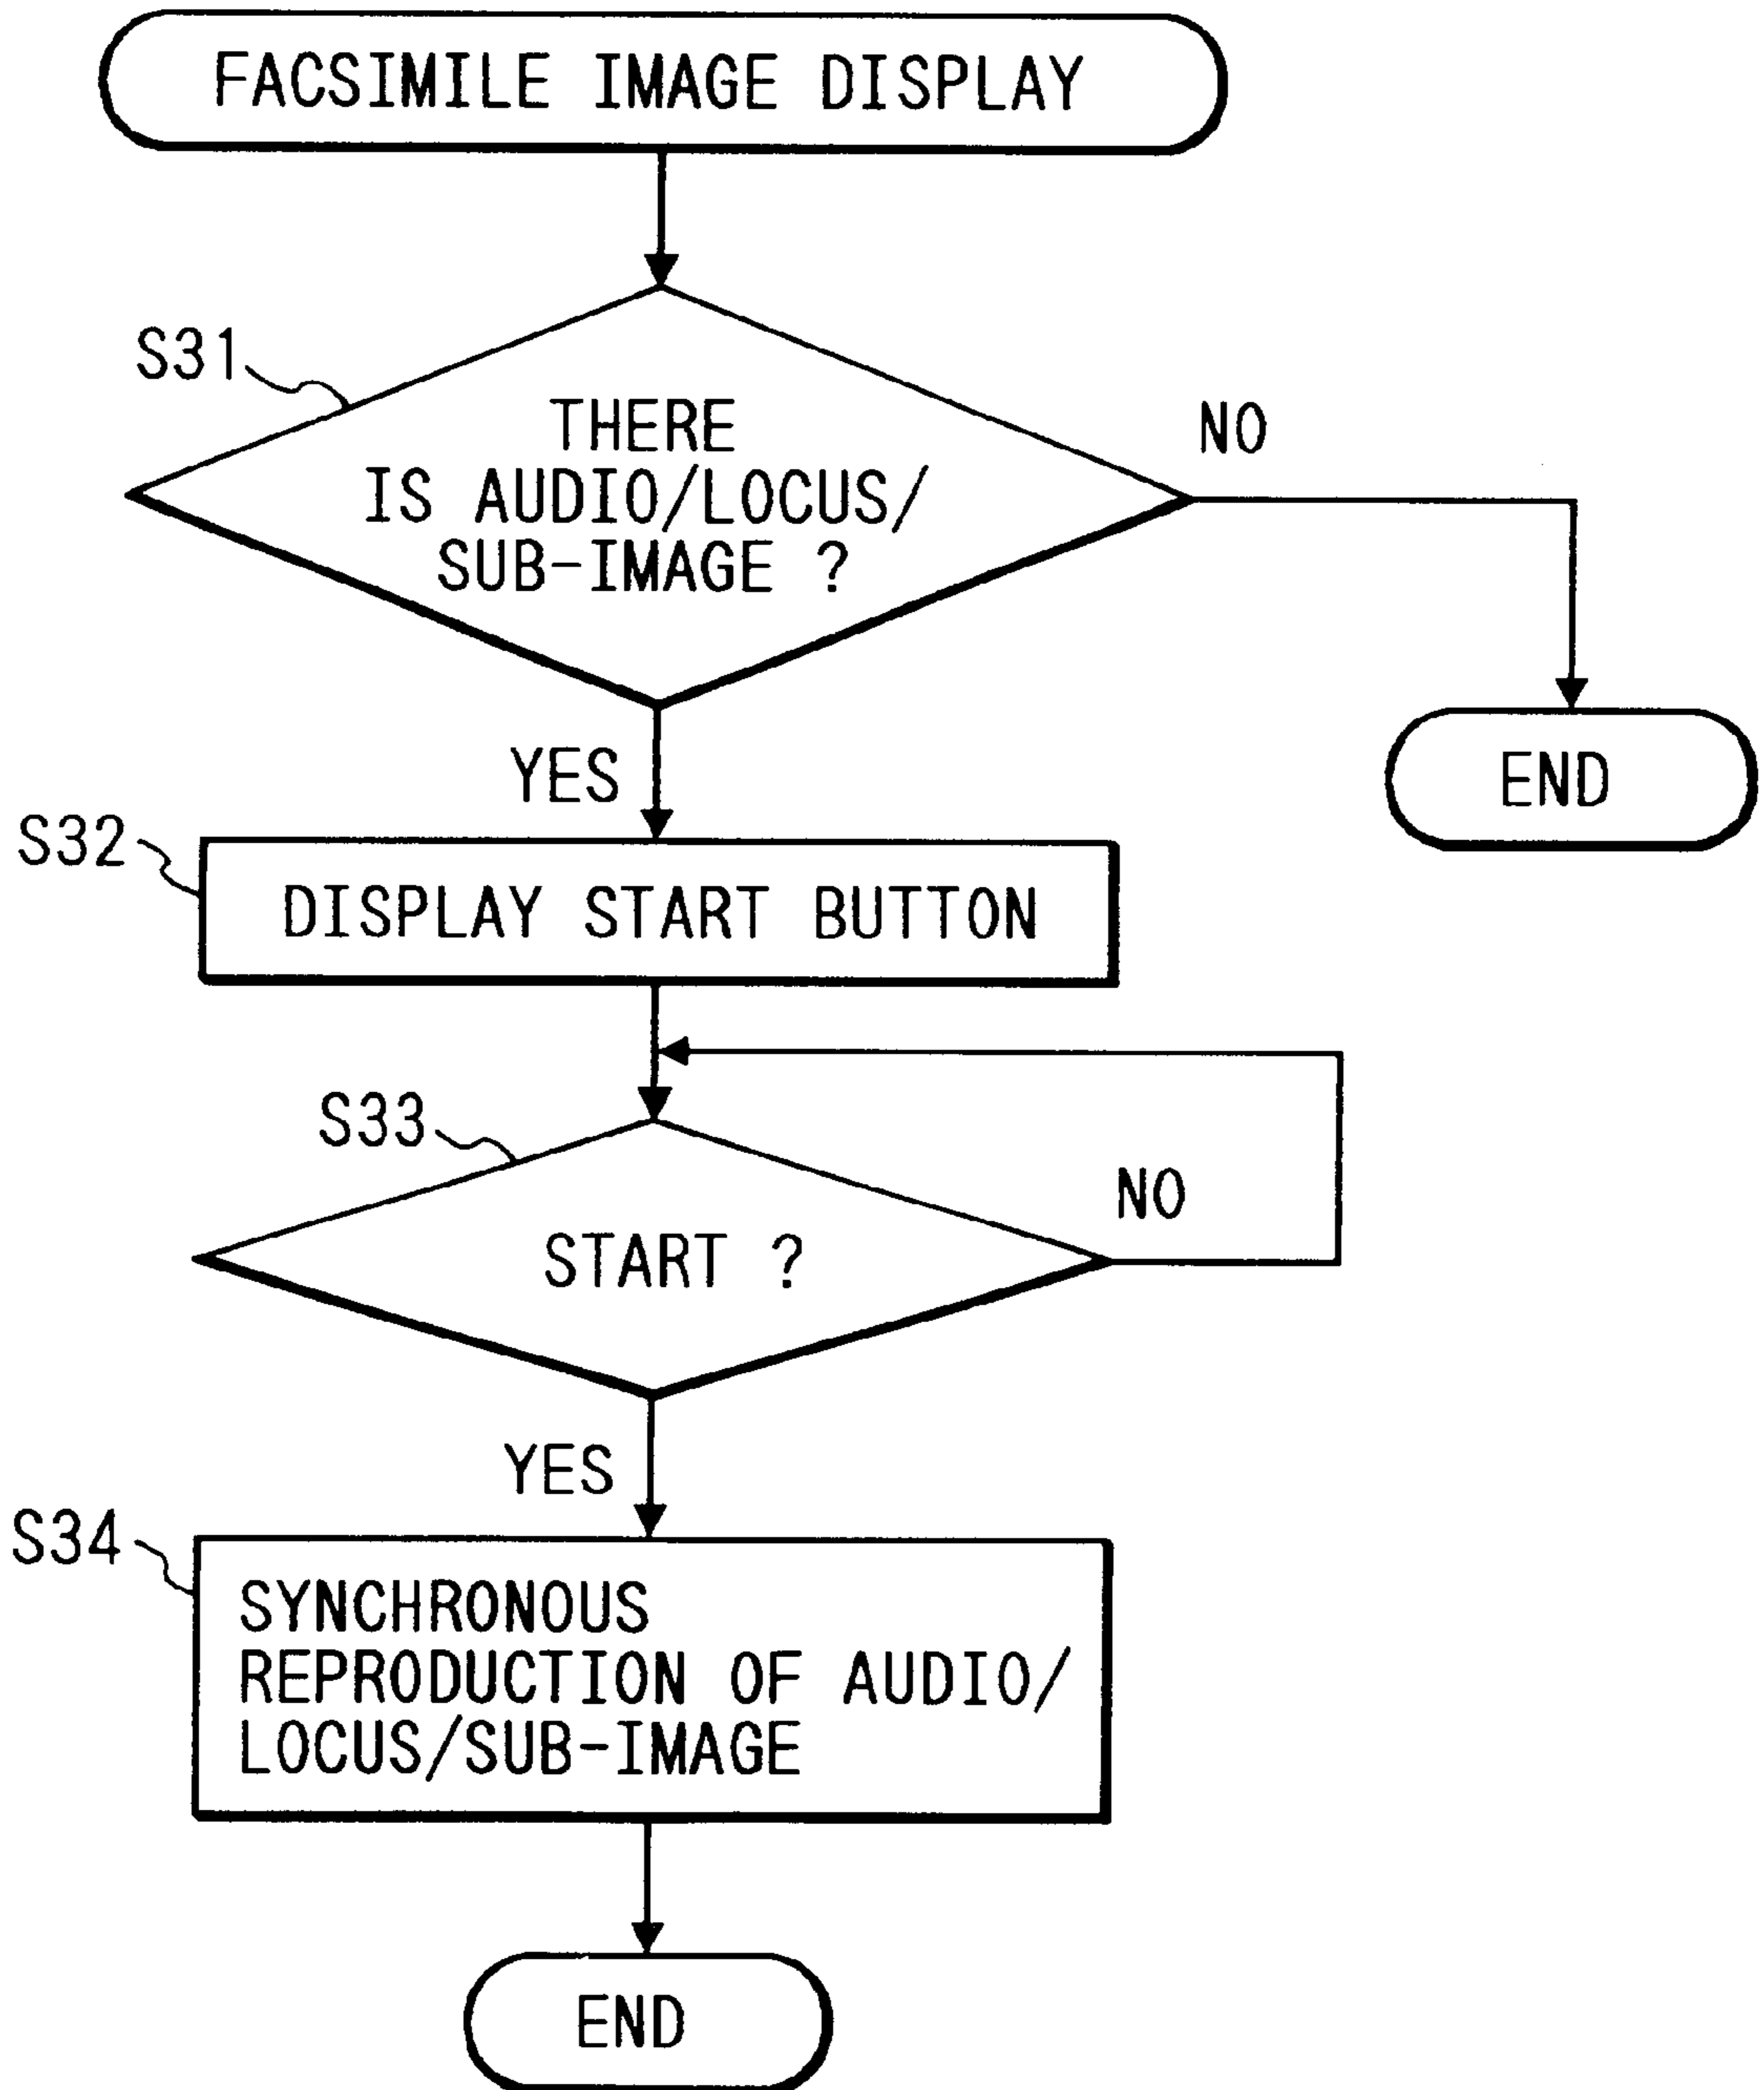 FACSIMILE IMAGE DISPLAY
S31
THERE
IS AUDIO/LOCUS/
SUB-IMAGE ?
NO
YES
END
S32
DISPLAY START BUTTON
S33
START ?
NO
YES
S34
SYNCHRONOUS
REPRODUCTION OF AUDIO/
LOCUS/SUB-IMAGE
END